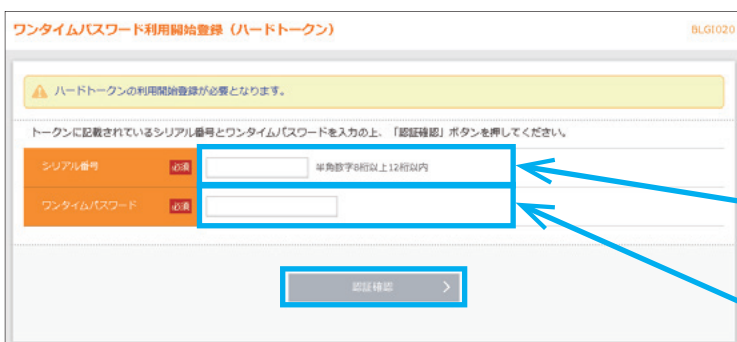 ワンタイムパスワード利用開始登録（ハードトークン） BLGI020
ハードトークンの利用開始登録が必要となります。
トークンに記載されているシリアル番号とワンタイムパスワードを入力の上、「認証確認」ボタンを押してください。
シリアル番号 必須 半角数字8桁以上12桁以内
ワンタイムパスワード 必須
認証確認